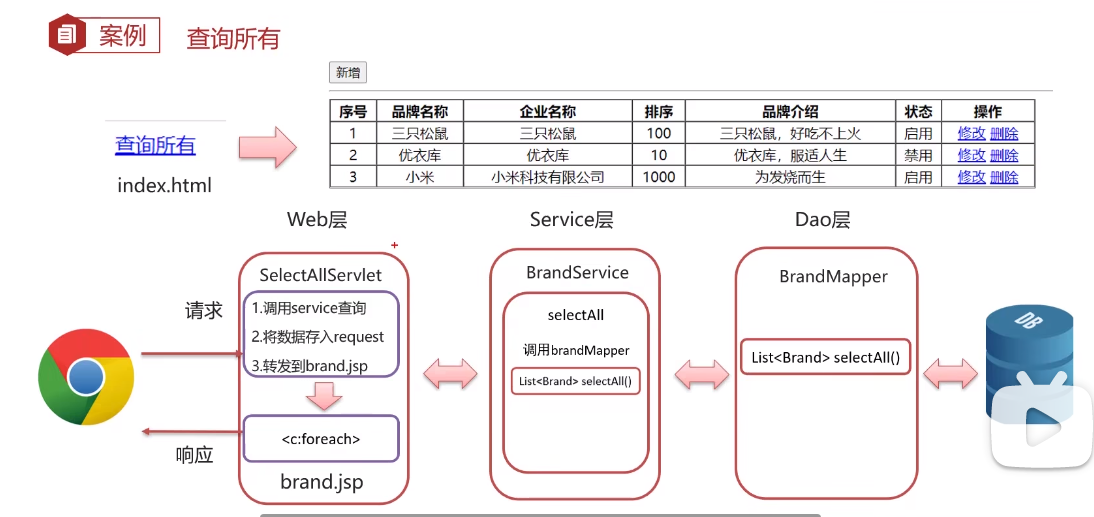 案例 查询所有
新增
序号 品牌名称 企业名称 排序 品牌介绍 状态 操作
1 三只松鼠 三只松鼠 100 三只松鼠，好吃不上火 启用 修改 删除
2 优衣库 优衣库 10 优衣库，服适人生 禁用 修改 删除
3 小米 小米科技有限公司 1000 为发烧而生 启用 修改 删除
查询所有
index.html
Web层 Service层 Dao层
请求
SelectAllServlet
1.调用service查询
2.将数据存入request
3.转发到brand.jsp
<c:foreach>
brand.jsp
响应
BrandService
selectAll
调用brandMapper
List<Brand> selectAll()
BrandMapper
List<Brand> selectAll()
DB